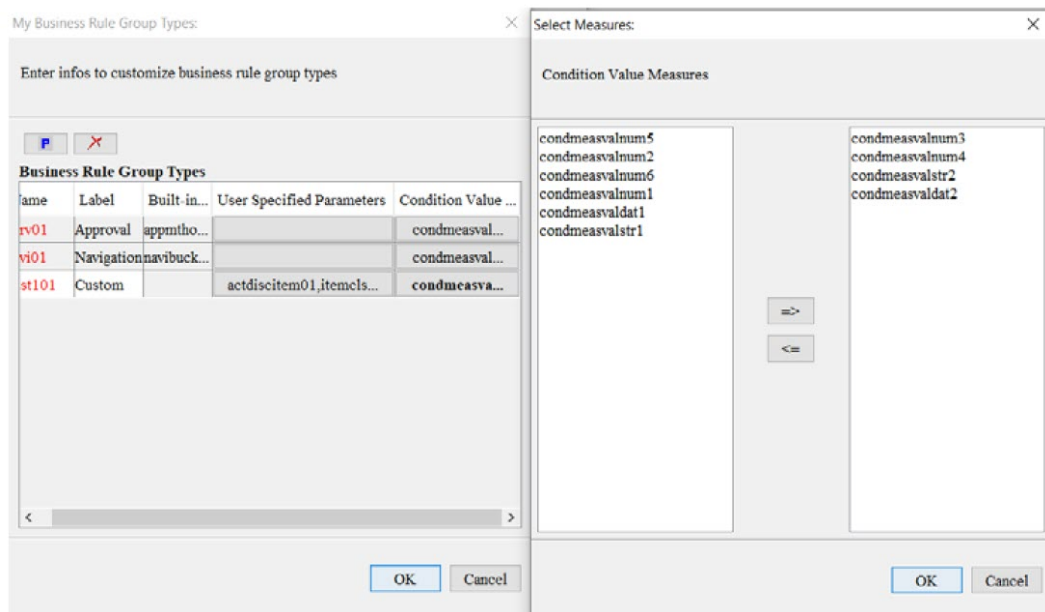 My Business Rule Group Types:
Enter infos to customize business rule group types
P
Business Rule Group Types
ame Label Built-in... User Specified Parameters Condition Value ...
rv01 Approval appmtho... condmeasval...
vi01 Navigation navibuck... condmeasval...
st101 Custom actdiscitem01,itemcls... condmeasva...
< >
OK Cancel
Select Measures:
Condition Value Measures
condmeasvalnum5
condmeasvalnum2
condmeasvalnum6
condmeasvalnum1
condmeasvaldat1
condmeasvalstr1
=>
<=
condmeasvalnum3
condmeasvalnum4
condmeasvalstr2
condmeasvaldat2
OK Cancel